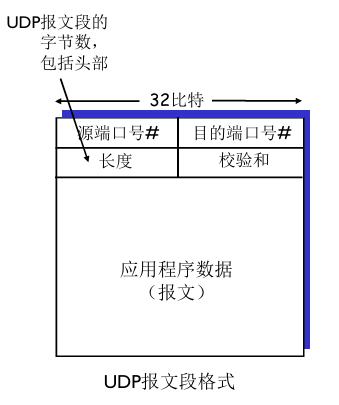 UDP报文段的
字节数，
包括头部
32比特
源端口号# 目的端口号#
长度 校验和
应用程序数据
（报文）
UDP报文段格式